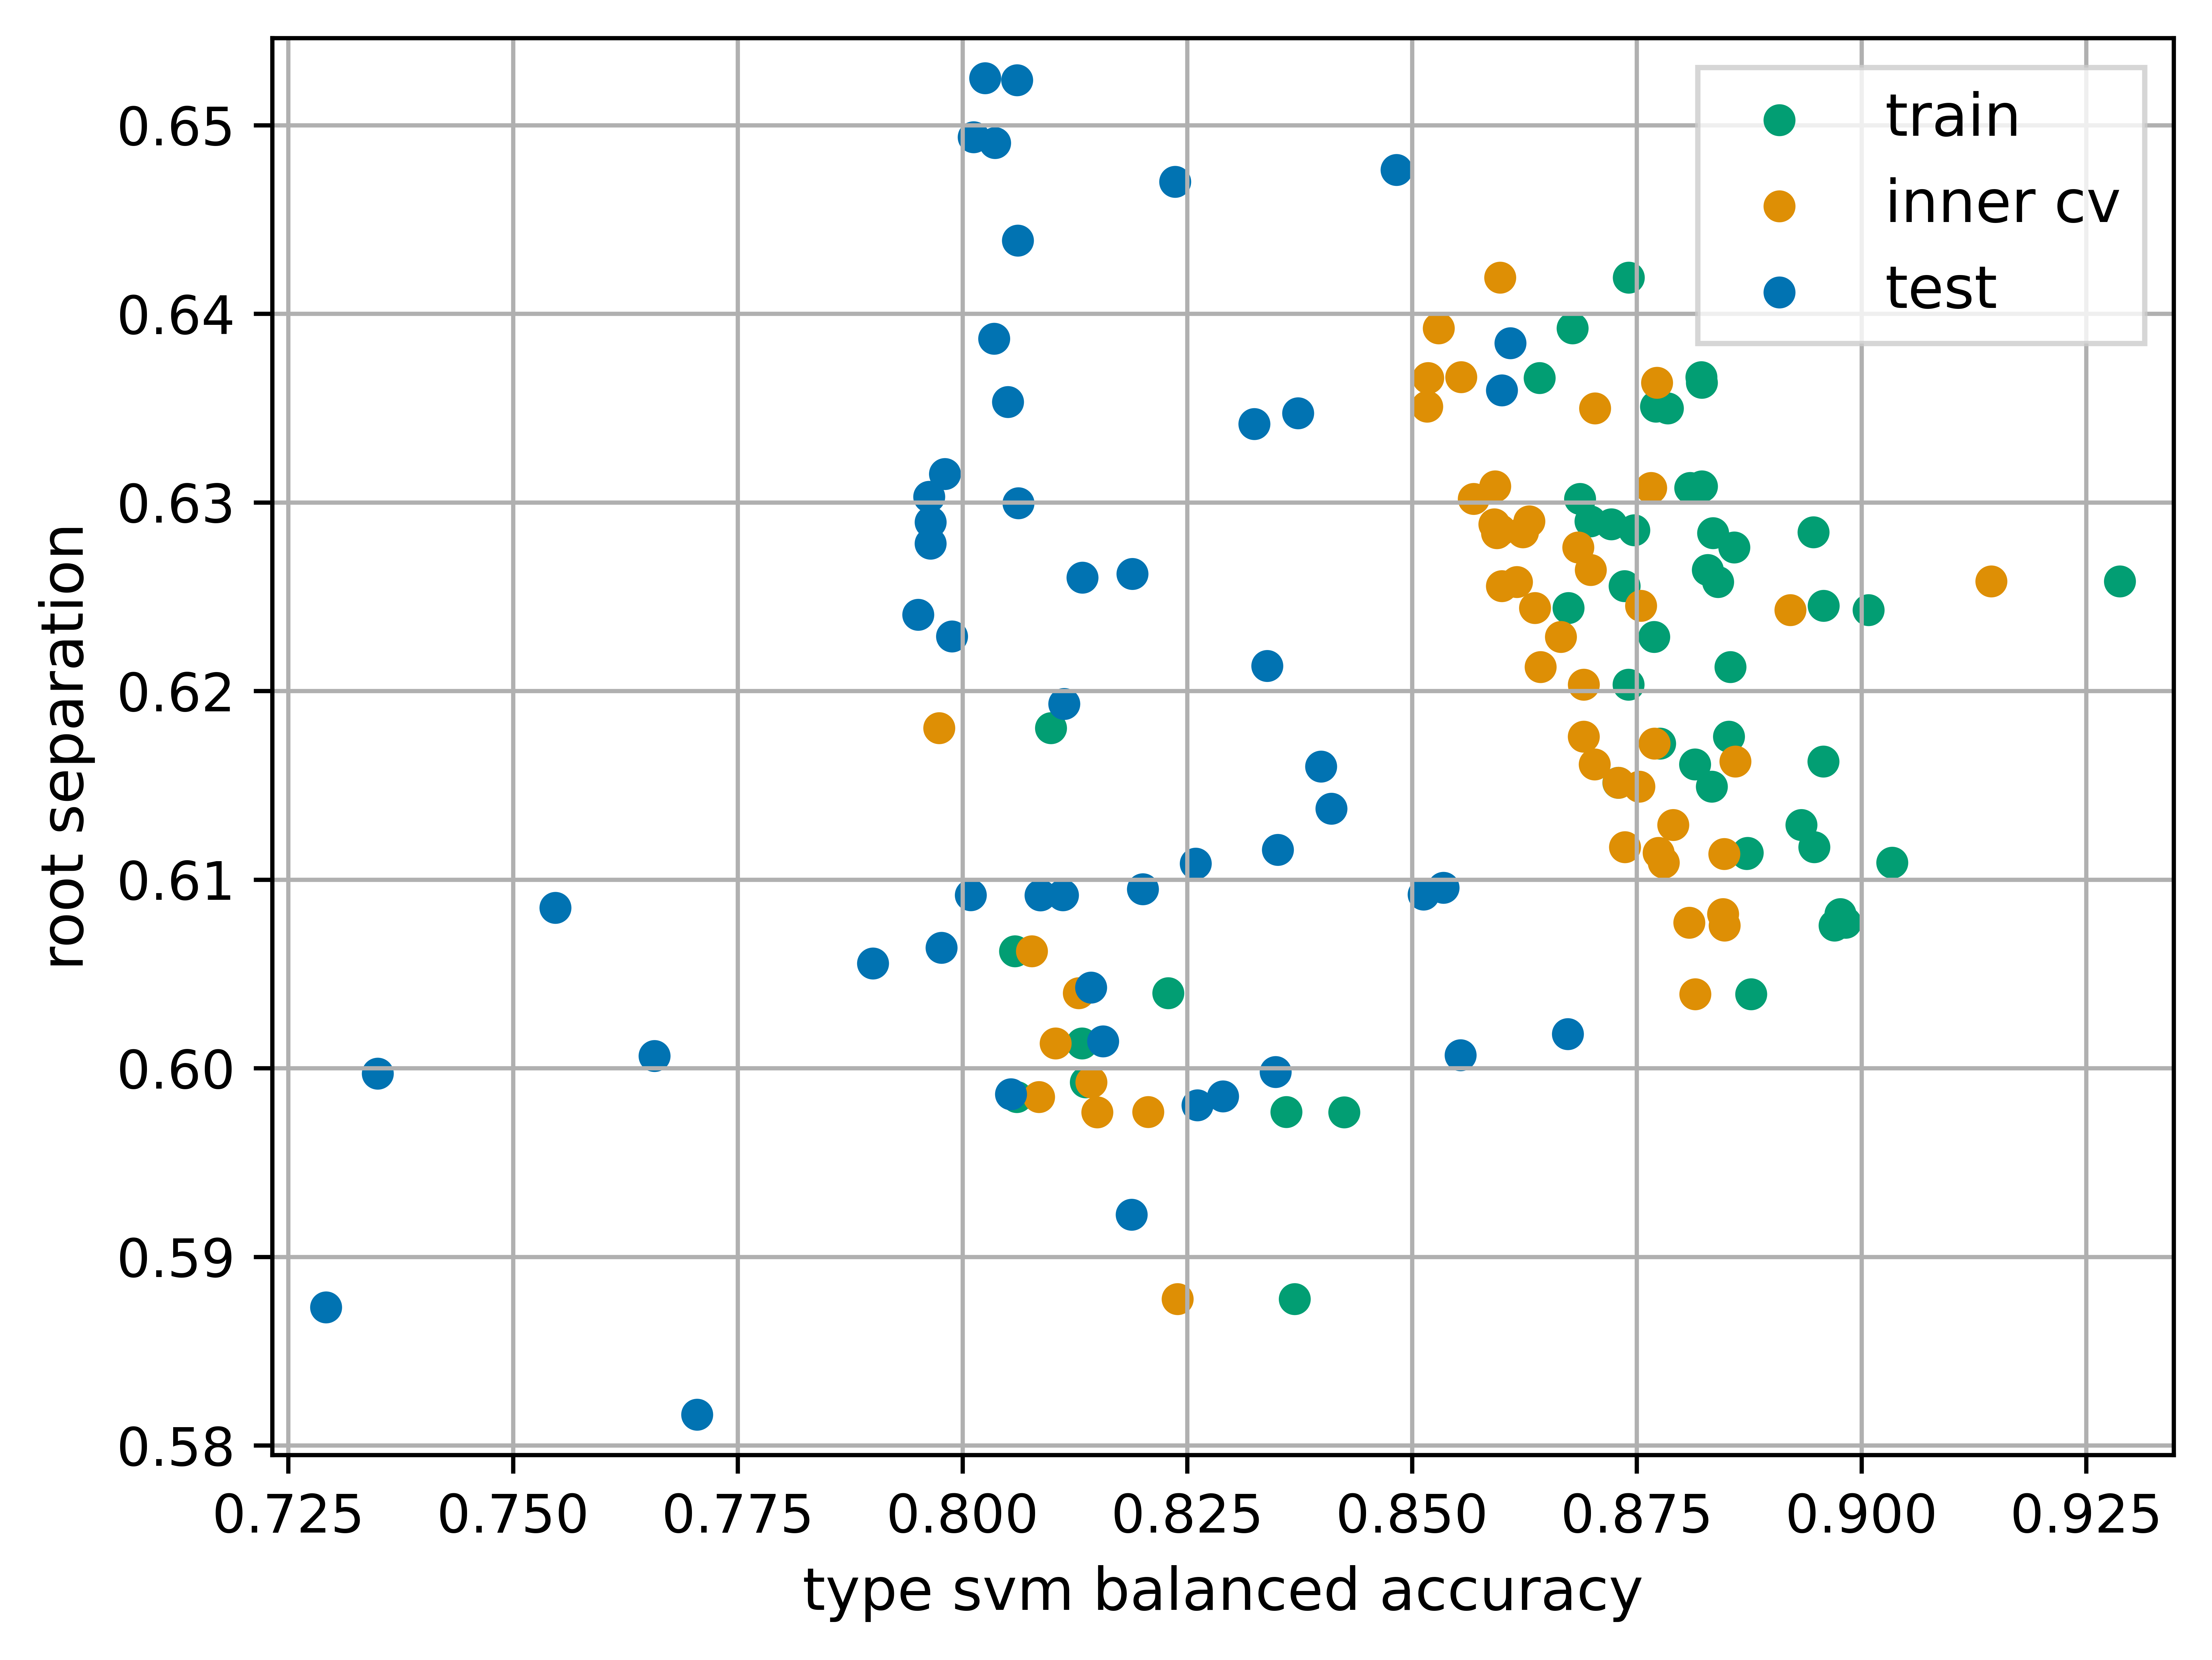 train
inner cv
test
0.65
0.64
0.63
0.62
0.61
0.60
0.59
0.58
root separation
0.725 0.750 0.775 0.800 0.825 0.850 0.875 0.900 0.925
type svm balanced accuracy